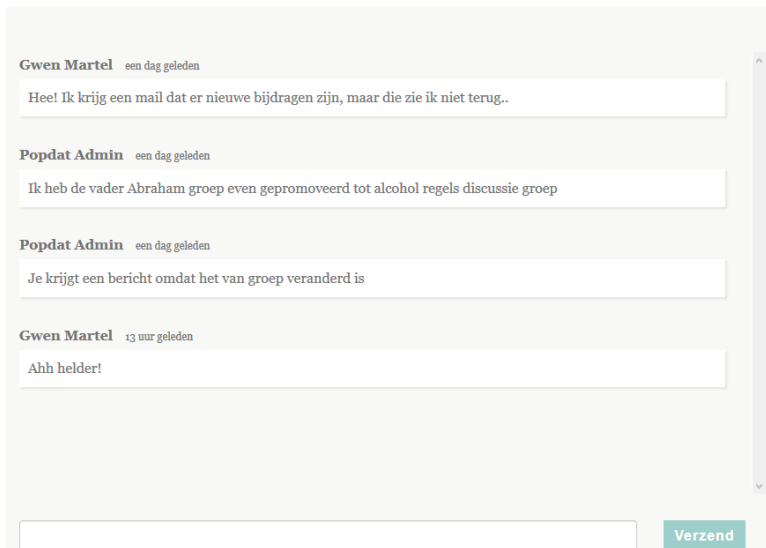 Gwen Martel een dag geleden
Hee! Ik krijg een mail dat er nieuwe bijdragen zijn, maar die zie ik niet terug..
Popdat Admin een dag geleden
Ik heb de vader Abraham groep even gepromoveerd tot alcohol regels discussie groep
Popdat Admin een dag geleden
Je krijgt een bericht omdat het van groep veranderd is
Gwen Martel 13 uur geleden
Ahh helder!
Verzend